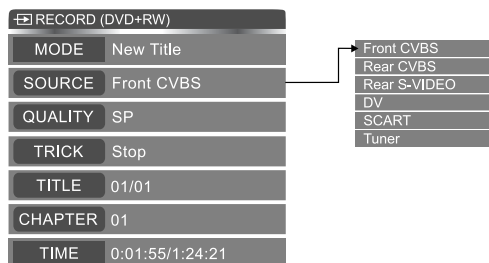 RECORD (DVD+RW)
MODE New Title
SOURCE Front CVBS
QUALITY SP
TRICK Stop
TITLE 01/01
CHAPTER 01
TIME 0:01:55/1:24:21
Front CVBS
Rear CVBS
Rear S-VIDEO
DV
SCART
Tuner